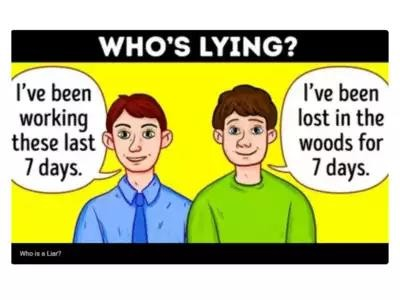 WHO'S LYING?
I've been
working
these last
7 days.
I've been
lost in the
woods for
7 days.
Who is a Liar?